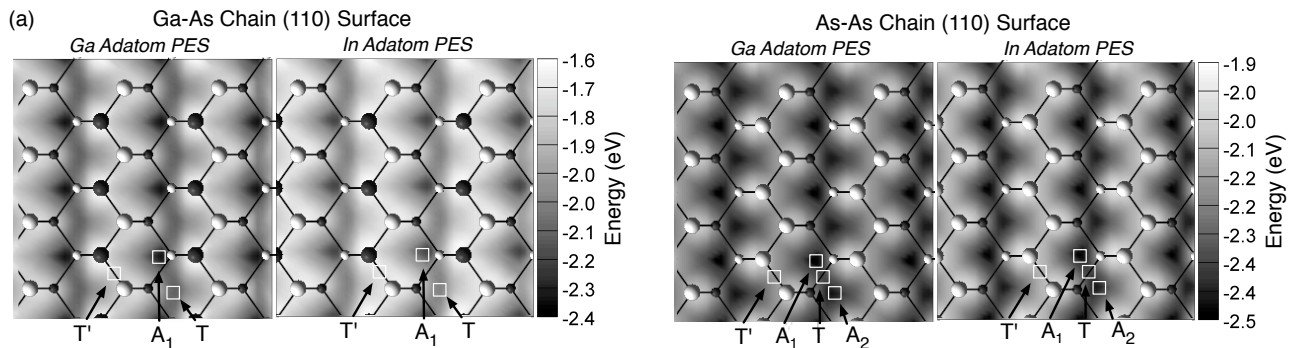 (a) Ga-As Chain (110) Surface
Ga Adatom PES
In Adatom PES
-1.6
-1.7
-1.8
-1.9
-2.0
-2.1
-2.2
-2.3
-2.4
Energy (eV)
T'
A1
T
T'
A1
T
As-As Chain (110) Surface
Ga Adatom PES
In Adatom PES
-1.9
-2.0
-2.0
-2.1
-2.2
-2.2
-2.3
-2.4
-2.4
-2.5
Energy (eV)
T'
A1
T
A2
T'
A1
T
A2